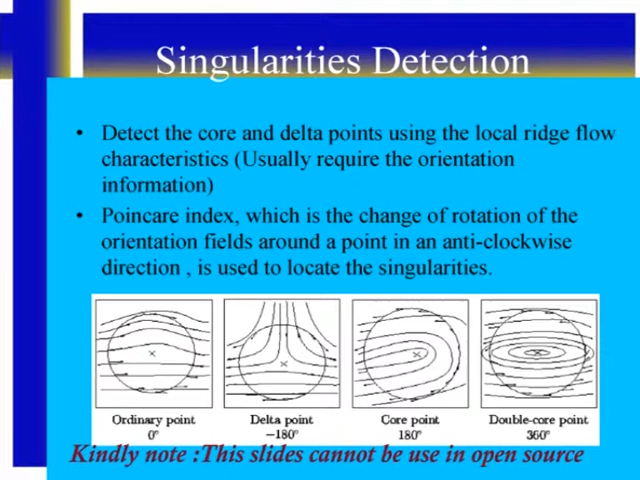 Singularities Detection
• Detect the core and delta points using the local ridge flow
characteristics (Usually require the orientation
information)
• Poincare index, which is the change of rotation of the
orientation fields around a point in an anti-clockwise
direction , is used to locate the singularities.
Ordinary point Delta point Core point Double-core point
0° −180° 180° 360°
Kindly note :This slides cannot be use in open source